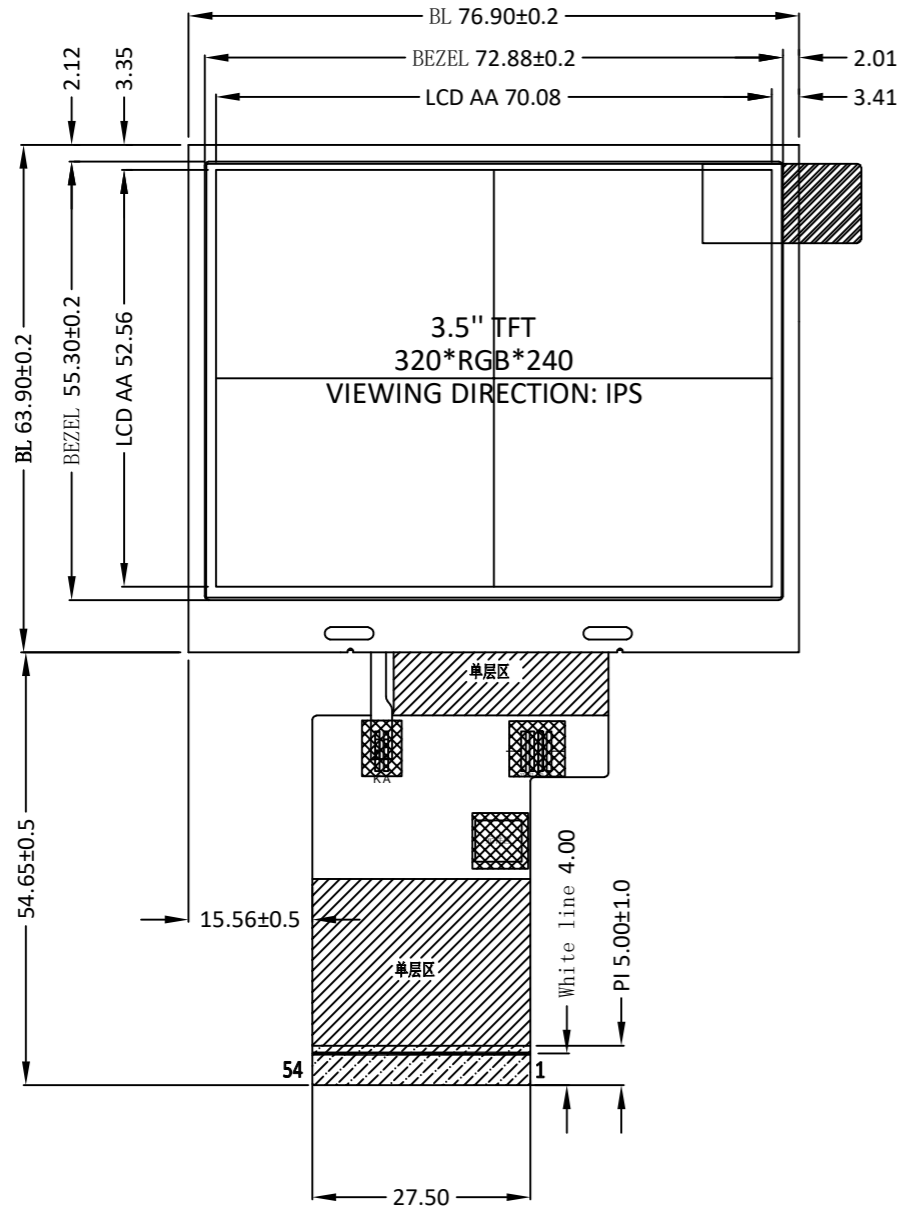 BL 76.90±0.2
BEZEL 72.88±0.2
2.01
LCD AA 70.08
3.41
2.12
3.35
BL 63.90±0.2
BEZEL 55.30±0.2
LCD AA 52.56
3.5" TFT
320*RGB*240
VIEWING DIRECTION: IPS
单层区
K A
54.65±0.5
15.56±0.5
White line 4.00
PI 5.00±1.0
单层区
54
1
27.50